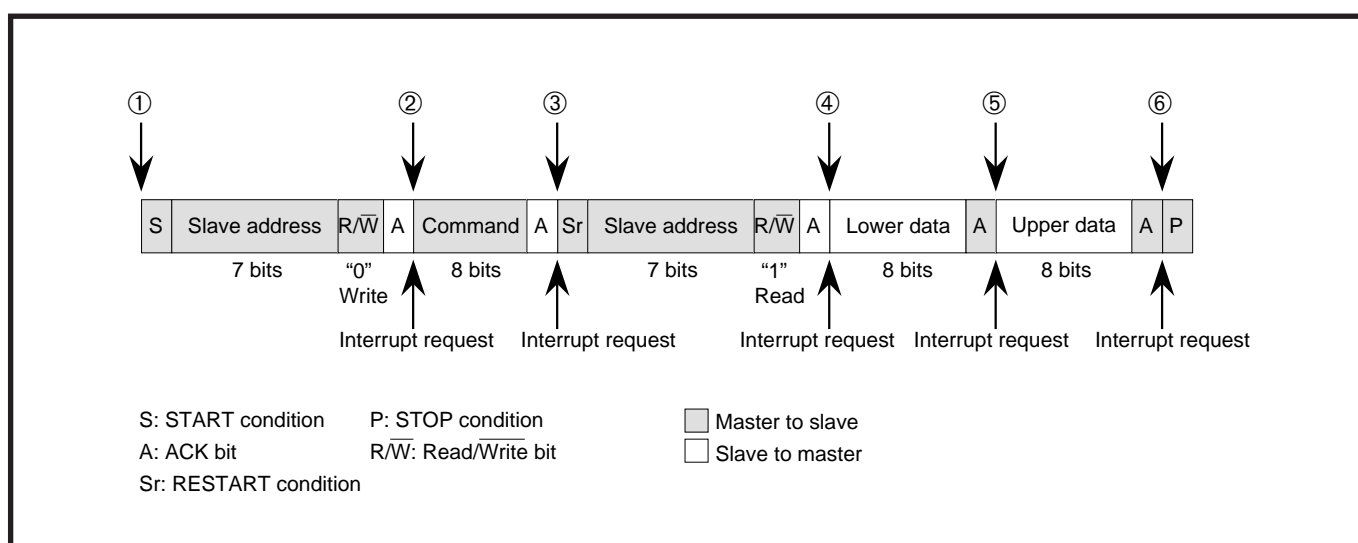 ① ② ③ ④ ⑤ ⑥
S Slave address R/W̅ A Command A Sr Slave address R/W̅ A Lower data A Upper data A P
7 bits “0” 8 bits 7 bits “1” 8 bits 8 bits
Write Read
Interrupt request Interrupt request Interrupt request Interrupt request Interrupt request
S: START condition P: STOP condition Master to slave
A: ACK bit R/W̅: Read/W̅r̅i̅t̅e̅ bit Slave to master
Sr: RESTART condition